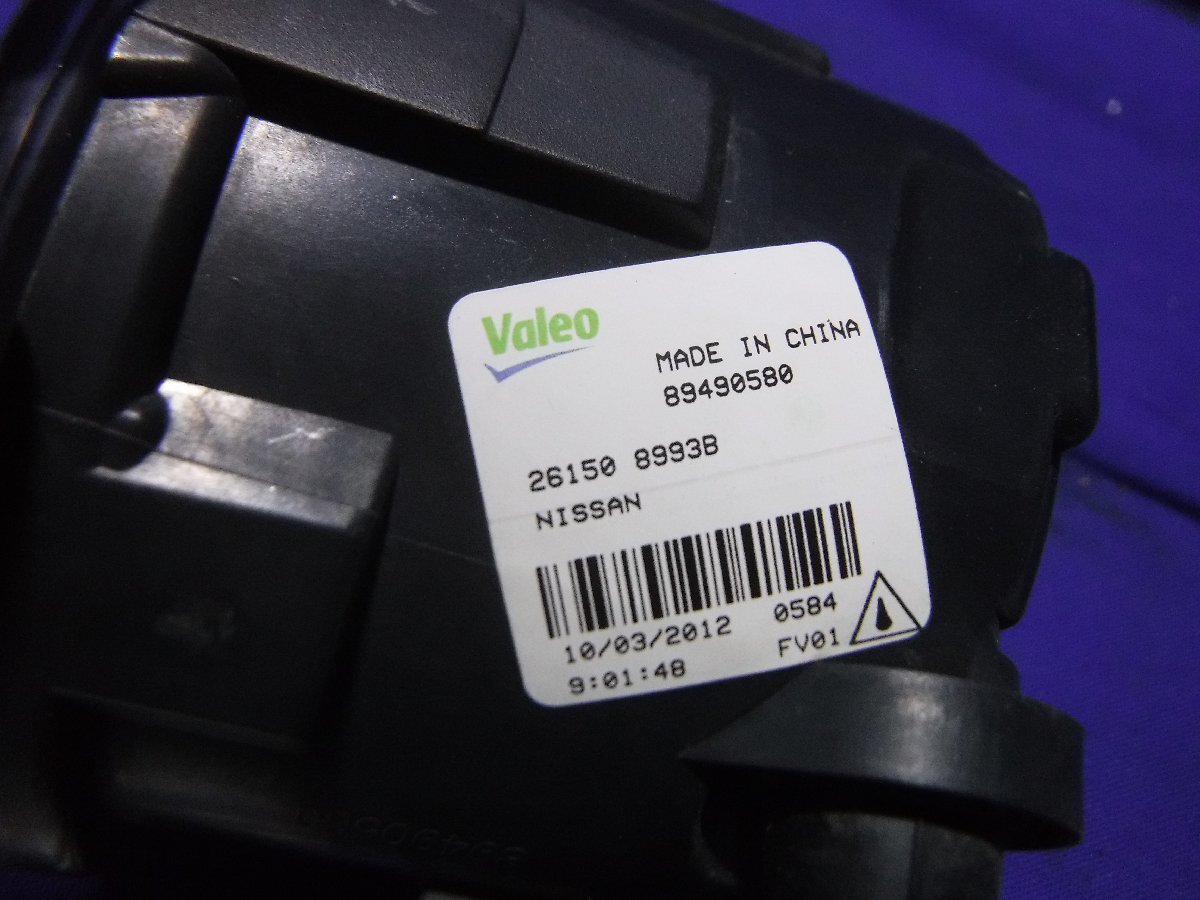 Valeo
MADE IN CHINA
89490580
26150 8993B
NISSAN
10/03/2012 0584
9:01:48 FV01